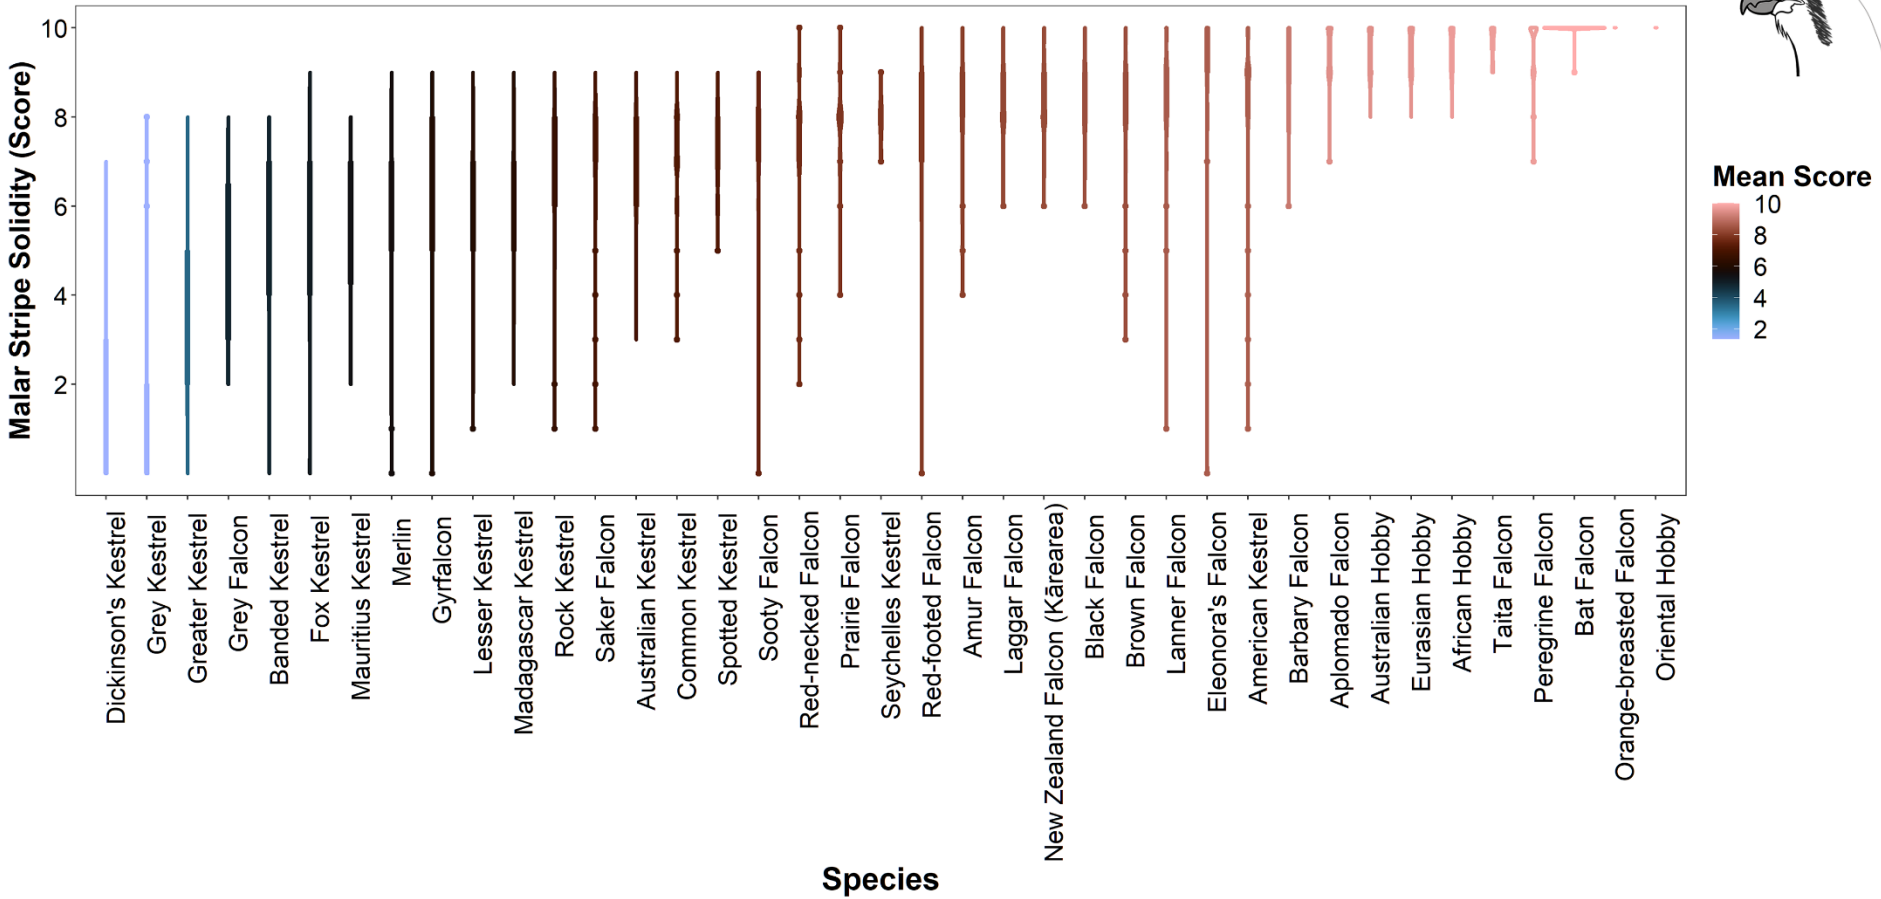 Malar Stripe Solidity (Score)
10
8
6
4
2
Dickinson's Kestrel
Grey Kestrel
Greater Kestrel
Grey Falcon
Banded Kestrel
Fox Kestrel
Mauritius Kestrel
Merlin
Gyrfalcon
Lesser Kestrel
Madagascar Kestrel
Rock Kestrel
Saker Falcon
Australian Kestrel
Common Kestrel
Spotted Kestrel
Sooty Falcon
Red-necked Falcon
Prairie Falcon
Seychelles Kestrel
Red-footed Falcon
Amur Falcon
Laggar Falcon
New Zealand Falcon (Kārearea)
Black Falcon
Brown Falcon
Lanner Falcon
Eleonora's Falcon
American Kestrel
Barbary Falcon
Aplomado Falcon
Australian Hobby
Eurasian Hobby
African Hobby
Taita Falcon
Peregrine Falcon
Bat Falcon
Orange-breasted Falcon
Oriental Hobby
Species
Mean Score
10
8
6
4
2